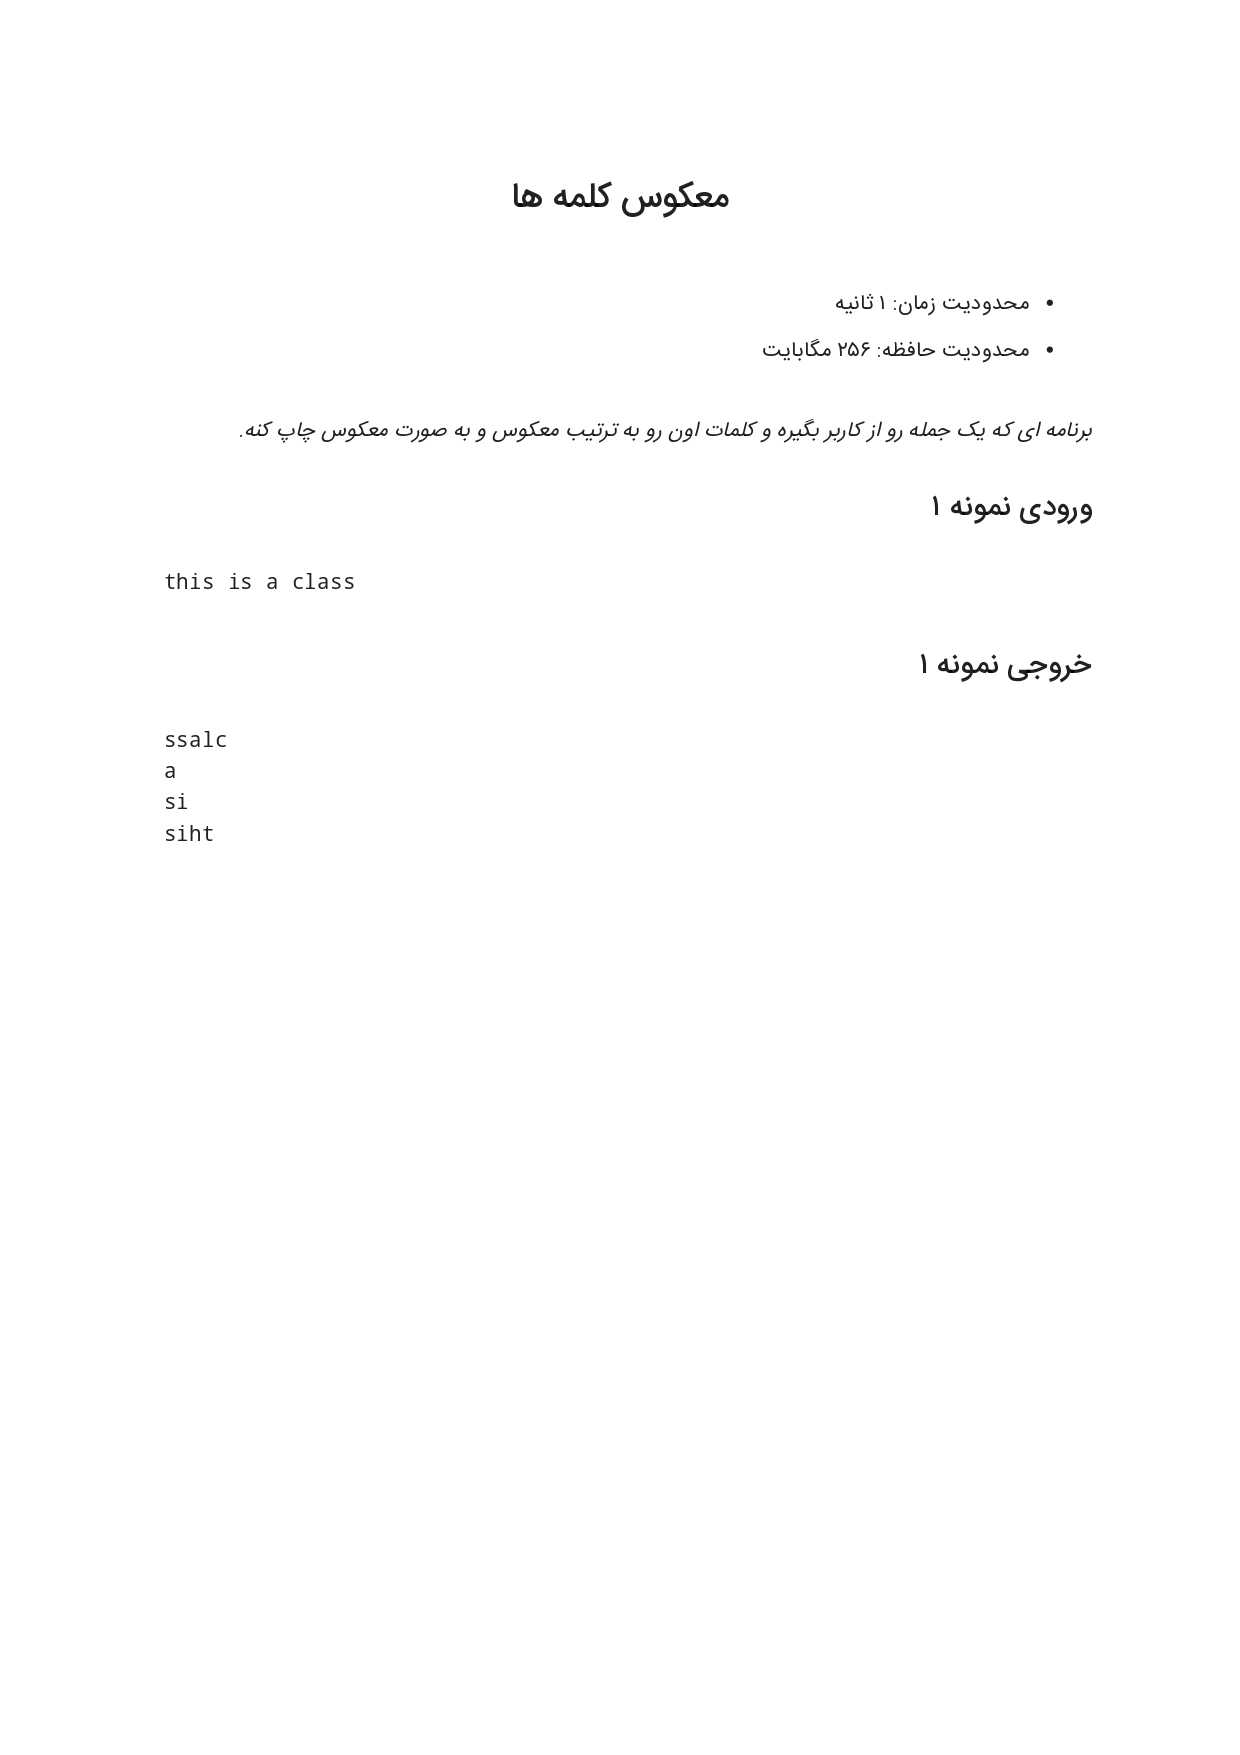 معکوس کلمه ها
• محدودیت زمان: ۱ ثانیه
• محدودیت حافظه: ۲۵۶ مگابایت
برنامه ای که یک جمله رو از کاربر بگیره و کلمات اون رو به ترتیب معکوس و به صورت معکوس چاپ کنه.
ورودی نمونه ۱
this is a class
خروجی نمونه ۱
ssalc
a
si
siht